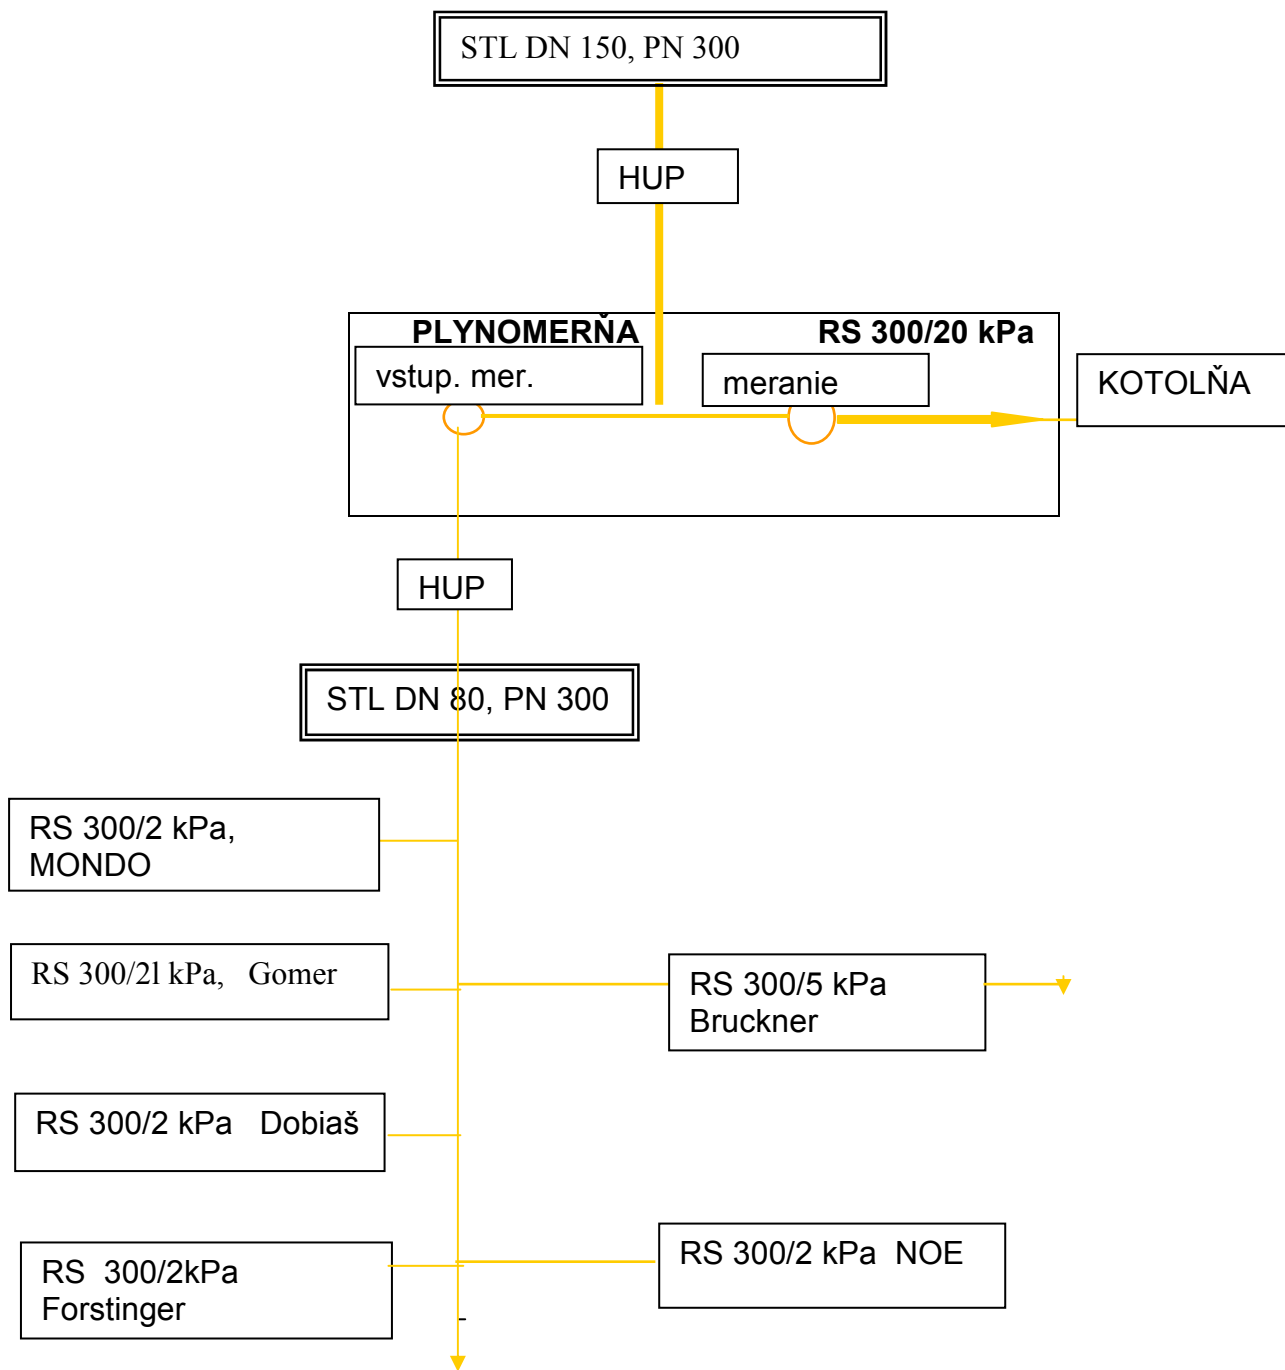 STL DN 150, PN 300
HUP
PLYNOMERŇA RS 300/20 kPa
vstup. mer.
meranie
KOTOLŇA
HUP
STL DN 80, PN 300
RS 300/2 kPa,
MONDO
RS 300/2l kPa, Gomer
RS 300/5 kPa
Bruckner
RS 300/2 kPa Dobiaš
RS 300/2 kPa NOE
RS 300/2kPa
Forstinger